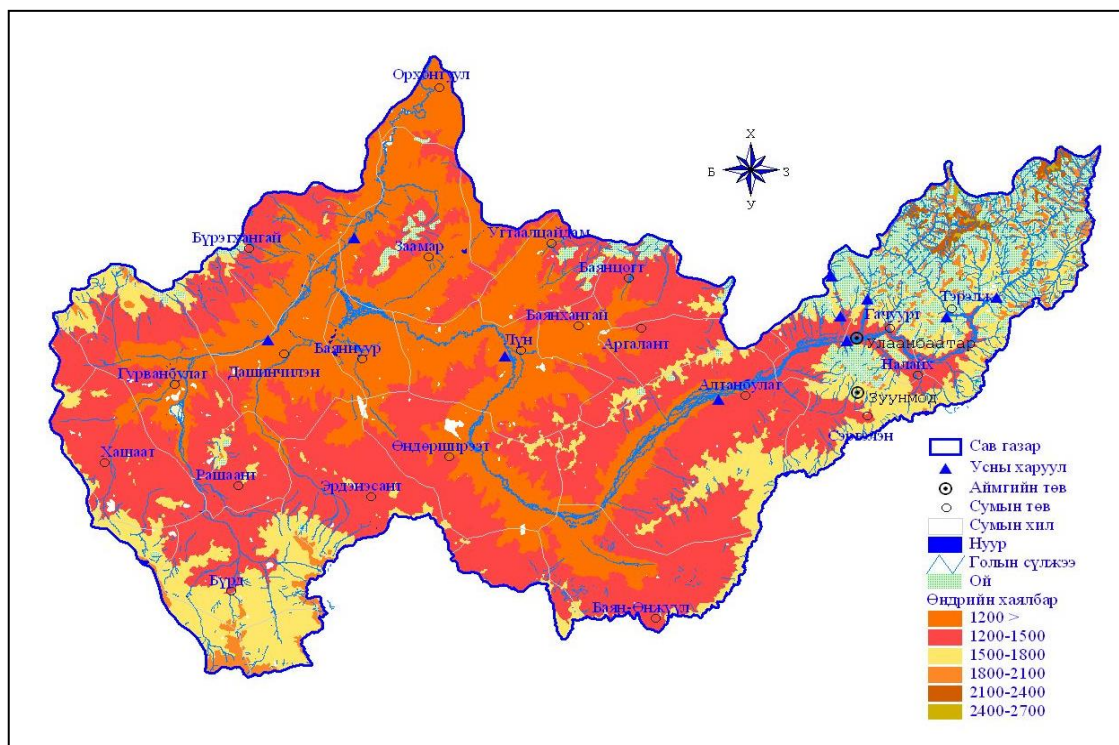 Орхонтуул
Х
Б
З
У
Бүрэгхангай
Заамар
Угтаалцайдам
Баянцогт
Тэрэлж
Гачуурт
Баянхангай
Аргалант
Улаанбаатар
Лүн
Баяннуур
Дашинчилэн
Гурванбулаг
Налайх
Алтанбулаг
Зуунмод
Сэргэлэн
Өндөрширээт
Хашаат
Рашаант
Эрдэнэсант
Бүрд
Баян-Өнжүүл
Сав газар
Усны харуул
Аймгийн төв
Сумын төв
Сумын хил
Нуур
Голын сүлжээ
Ой
Өндрийн хаялбар
1200 >
1200-1500
1500-1800
1800-2100
2100-2400
2400-2700